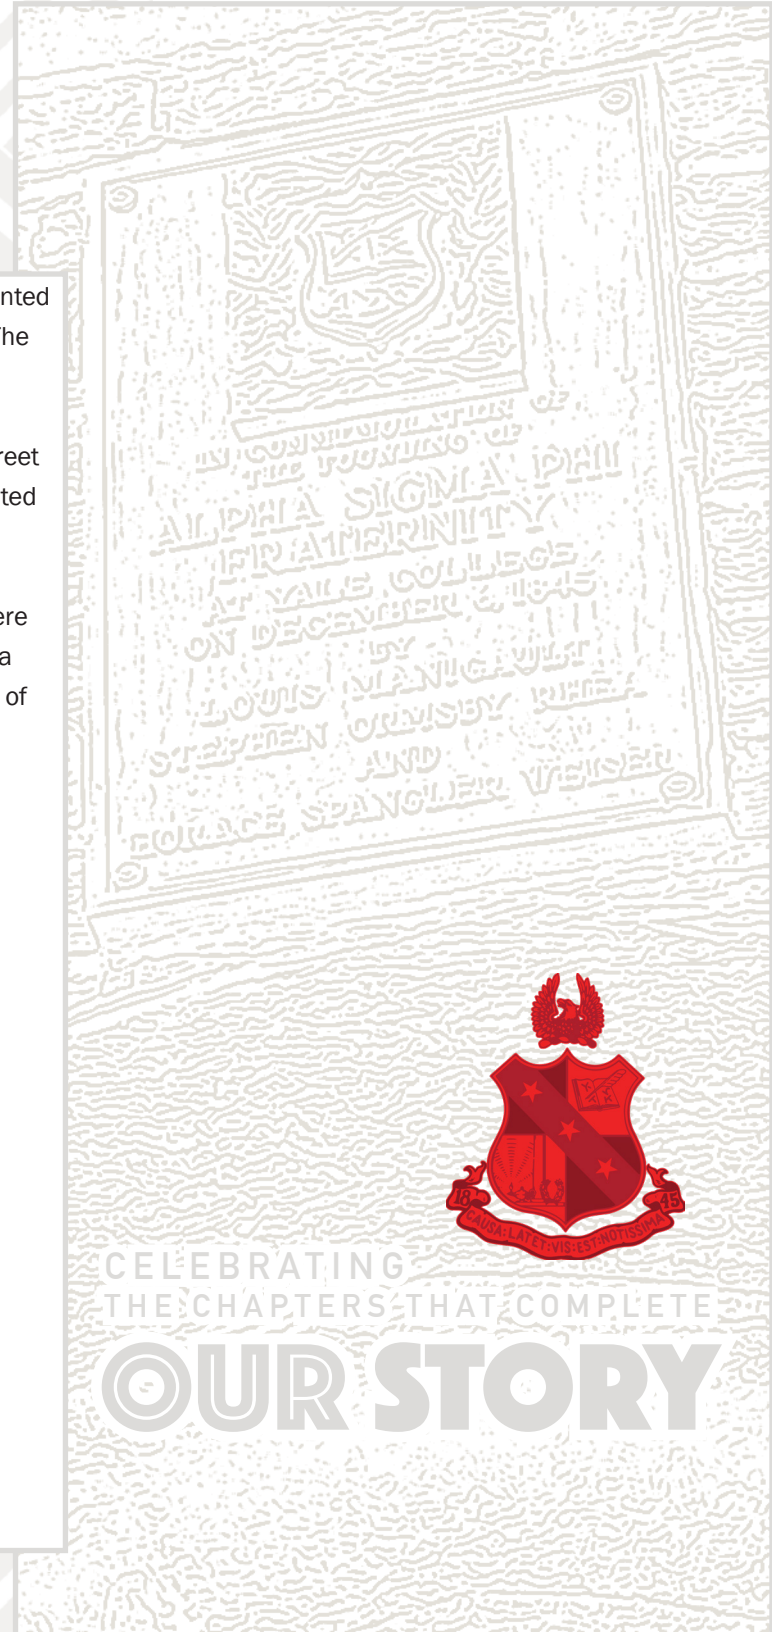 nted
The
reet
ted
ere
a
of
IN COMMEMORATION OF
THE FOUNDING OF
ALPHA SIGMA PHI
FRATERNITY
AT YALE COLLEGE
ON DECEMBER 6, 1845
BY
LOUIS MANIGAULT
STEPHEN ORMSBY RHEA
AND
HORACE SPANGLER WEISER
18 45
CAUSA:LATET:VIS:EST:NOTISSIMA
CELEBRATING
THE CHAPTERS THAT COMPLETE
OUR STORY